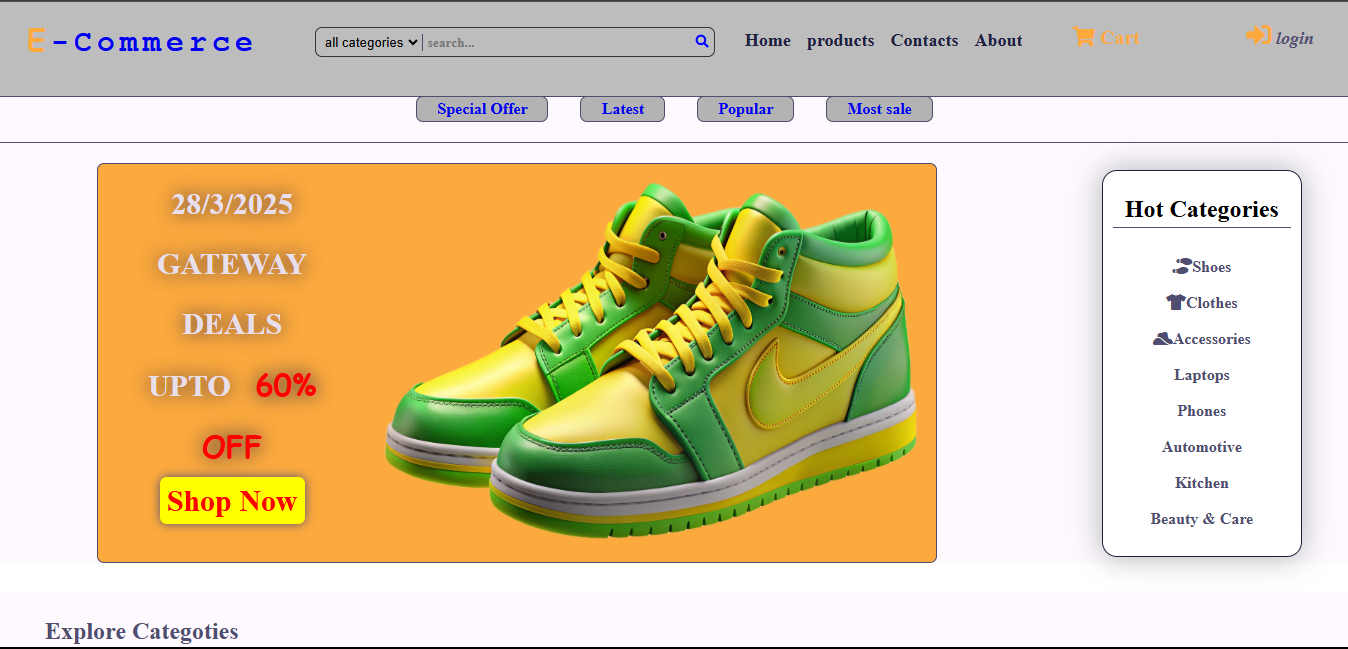 E-Commerce
all categories
search...
Home products Contacts About
Cart
login
Special Offer Latest Popular Most sale
28/3/2025
GATEWAY
DEALS
UPTO 60%
OFF
Shop Now
Hot Categories
Shoes
Clothes
Accessories
Laptops
Phones
Automotive
Kitchen
Beauty & Care
Explore Categoties